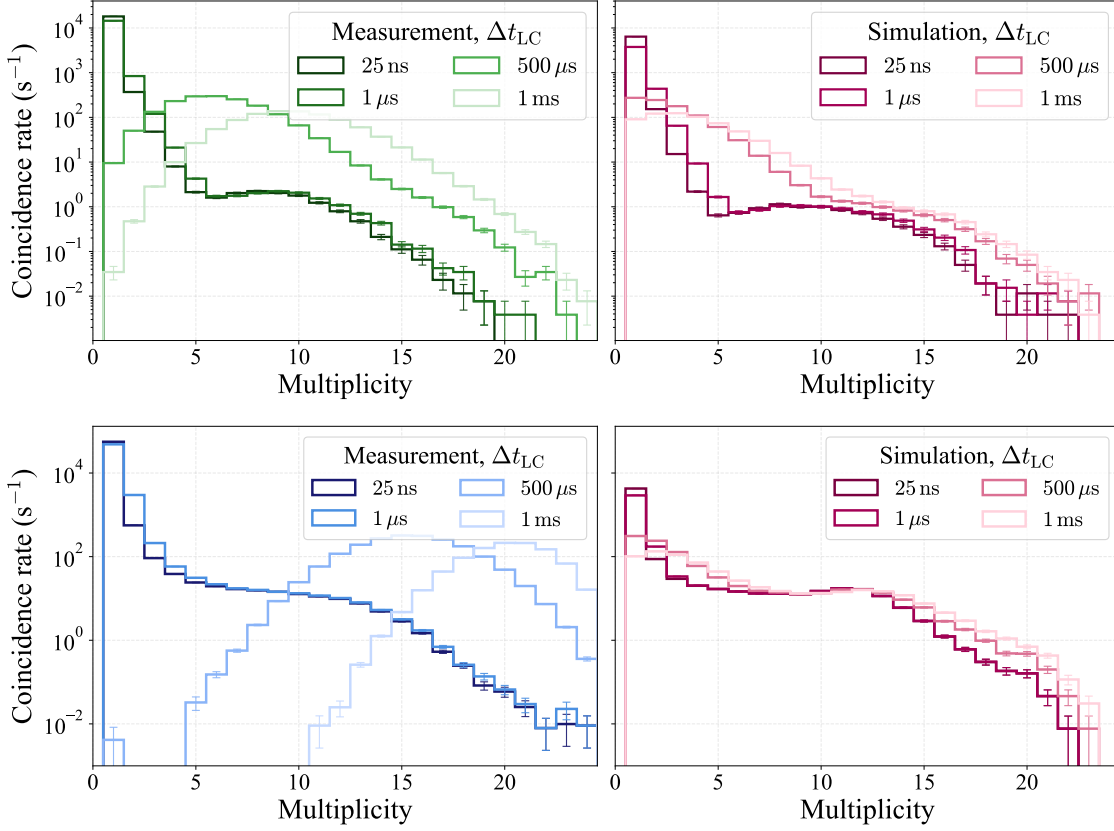 Coincidence rate (s⁻¹)
10⁴
10³
10²
10¹
10⁰
10⁻¹
10⁻²
Measurement, Δt_LC
25 ns
500 μs
1 μs
1 ms
0
5
10
15
20
Multiplicity
Simulation, Δt_LC
25 ns
500 μs
1 μs
1 ms
0
5
10
15
20
Multiplicity
Coincidence rate (s⁻¹)
10⁴
10²
10⁰
10⁻²
Measurement, Δt_LC
25 ns
500 μs
1 μs
1 ms
0
5
10
15
20
Multiplicity
Simulation, Δt_LC
25 ns
500 μs
1 μs
1 ms
0
5
10
15
20
Multiplicity